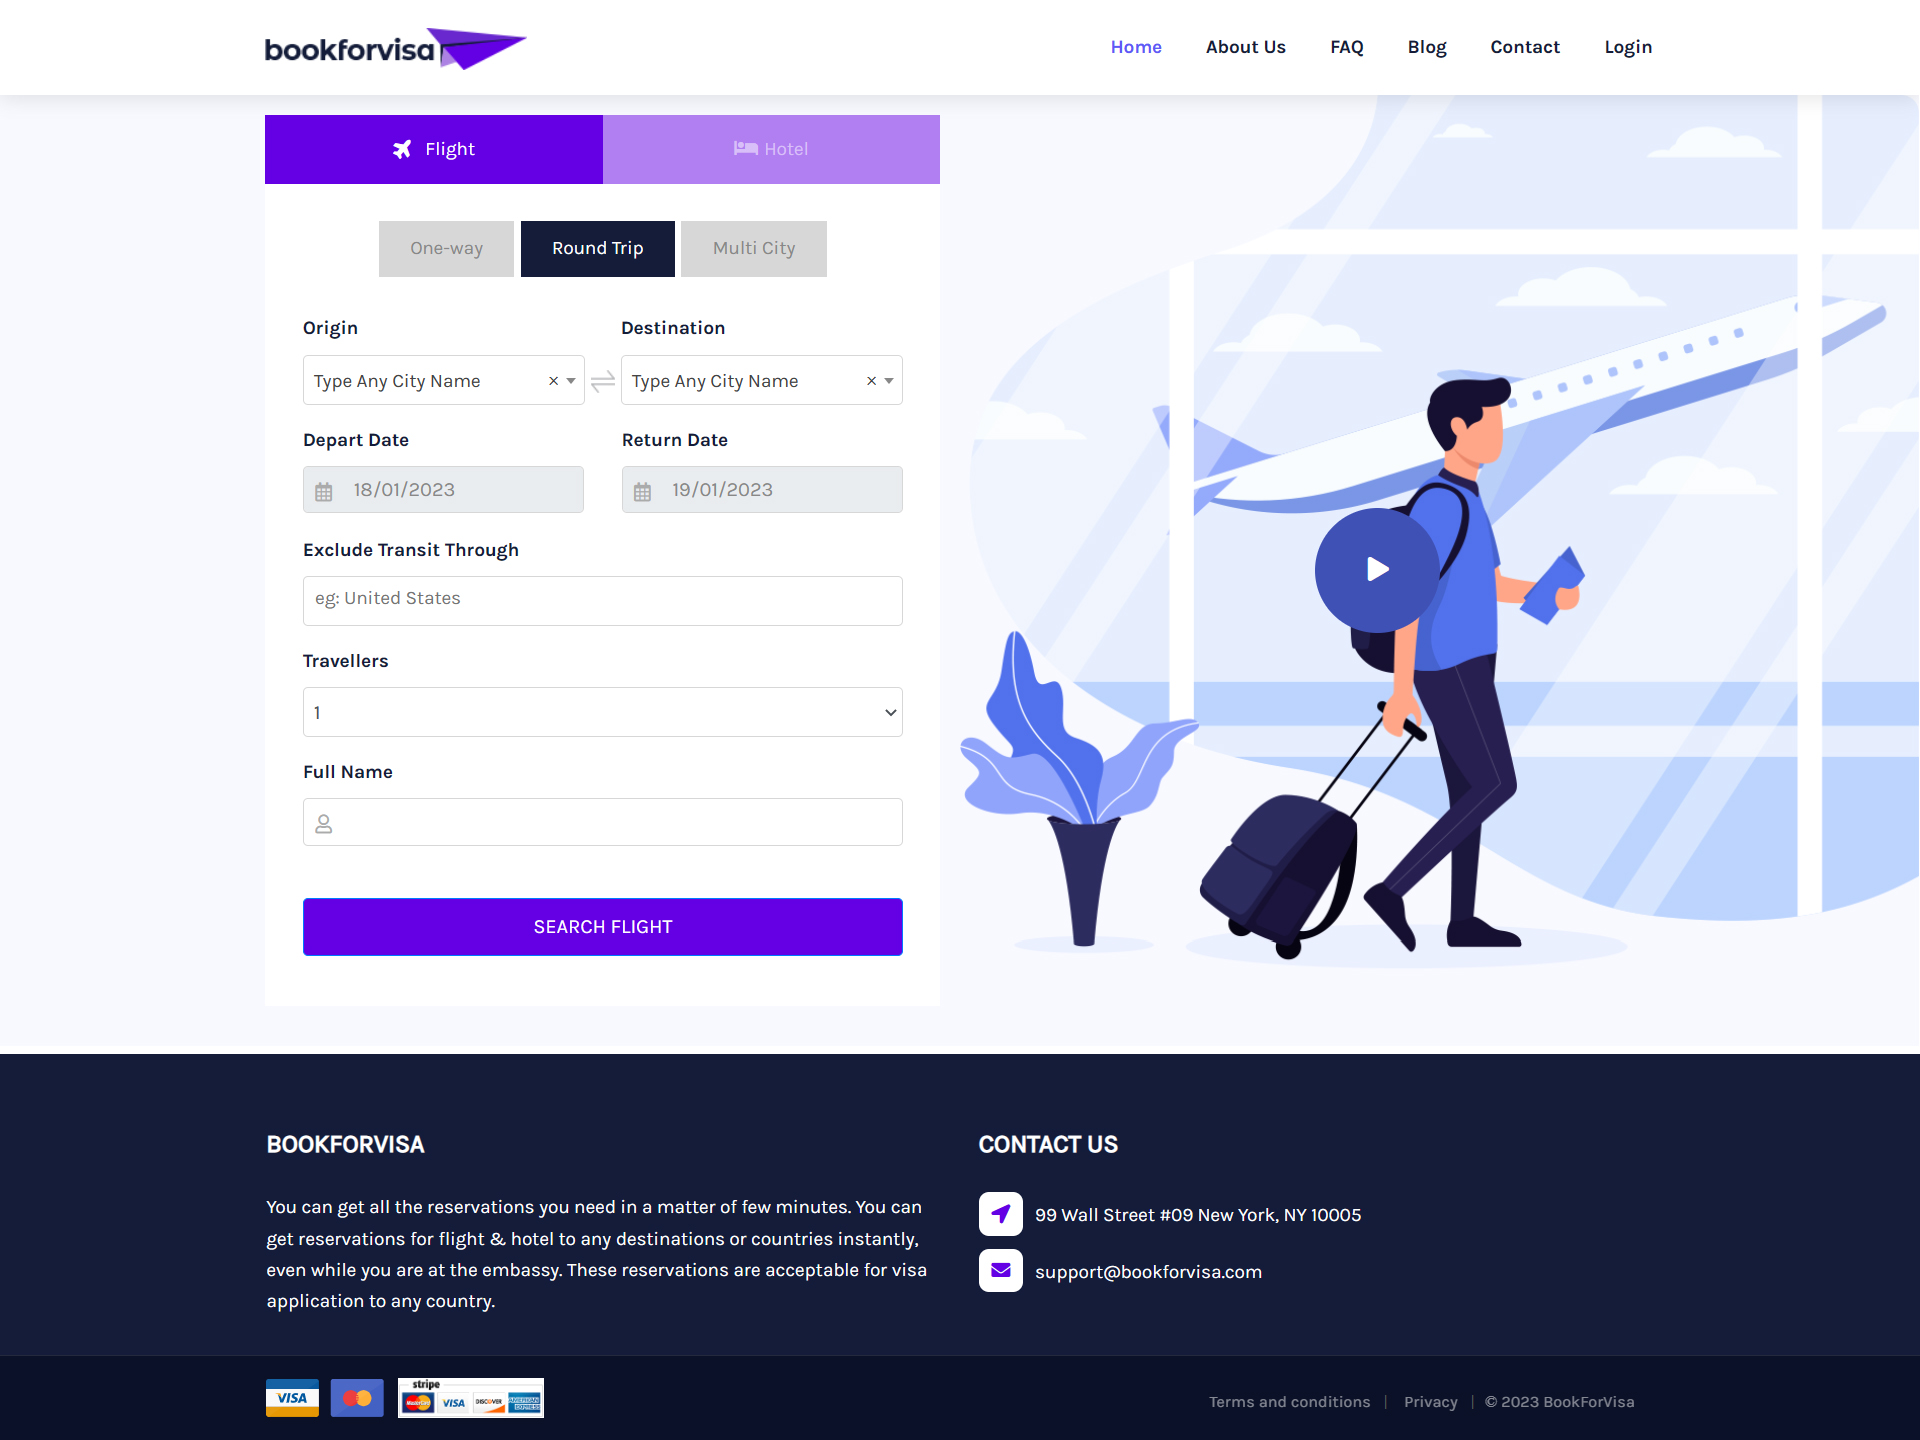 bookforvisa
Home About Us FAQ Blog Contact Login
Flight
Hotel
One-way
Round Trip
Multi City
Origin
Destination
Type Any City Name ×
Type Any City Name ×
Depart Date
Return Date
18/01/2023
19/01/2023
Exclude Transit Through
eg: United States
Travellers
1
Full Name
SEARCH FLIGHT
BOOKFORVISA
You can get all the reservations you need in a matter of few minutes. You can
get reservations for flight & hotel to any destinations or countries instantly,
even while you are at the embassy. These reservations are acceptable for visa
application to any country.
CONTACT US
99 Wall Street #09 New York, NY 10005
support@bookforvisa.com
VISA
stripe
MasterCard VISA DISCOVER AMERICAN EXPRESS
Terms and conditions | Privacy | © 2023 BookForVisa